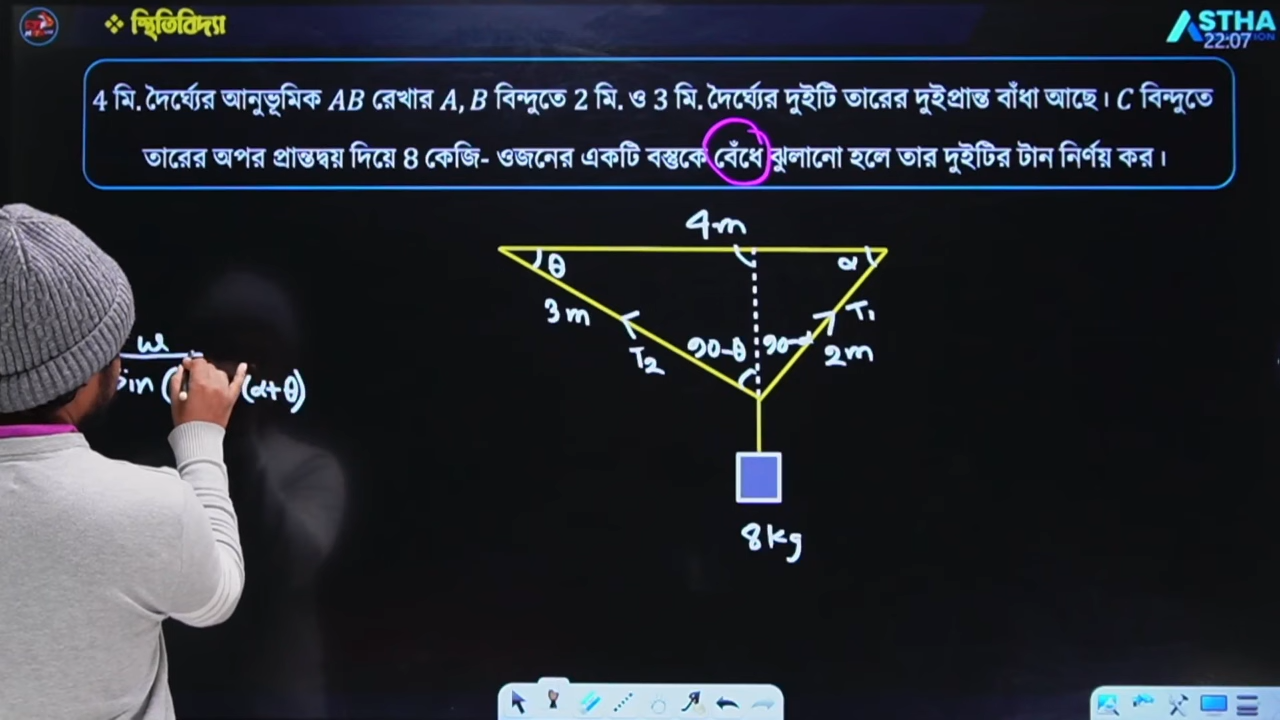 ❖ স্থিতিবিদ্যা
ASTHA
22:07
4 মি. দৈর্ঘ্যের আনুভূমিক AB রেখার A, B বিন্দুতে 2 মি. ও 3 মি. দৈর্ঘ্যের দুইটি তারের দুইপ্রান্ত বাঁধা আছে। C বিন্দুতে
তারের অপর প্রান্তদ্বয় দিয়ে 8 কেজি- ওজনের একটি বস্তুকে বেঁধে ঝুলানো হলে তার দুইটির টান নির্ণয় কর।
4m
θ
α
3m
T₁
T₂
90-θ
90-α
2m
w
sin (
(α+θ)
8kg